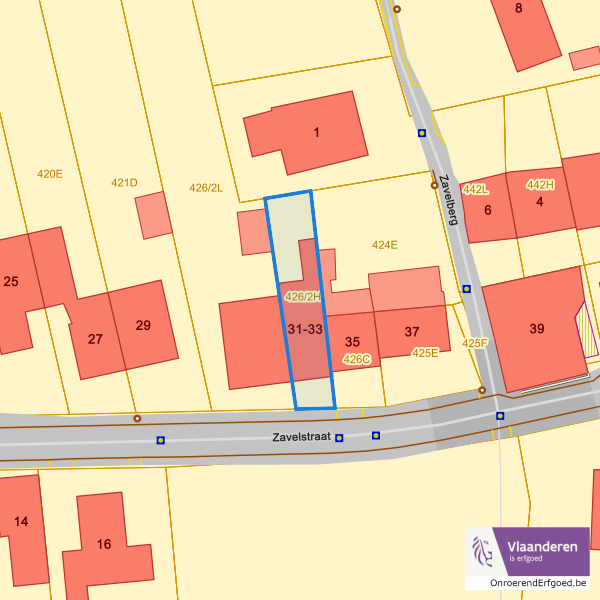 8
1
420E
421D
426/2L
442L
442H
6
4
Zavelberg
424E
25
426/2H
27
29
31-33
35
37
39
426C
425E
425F
Zavelstraat
14
16
Vlaanderen
is erfgoed
OnroerendErfgoed.be